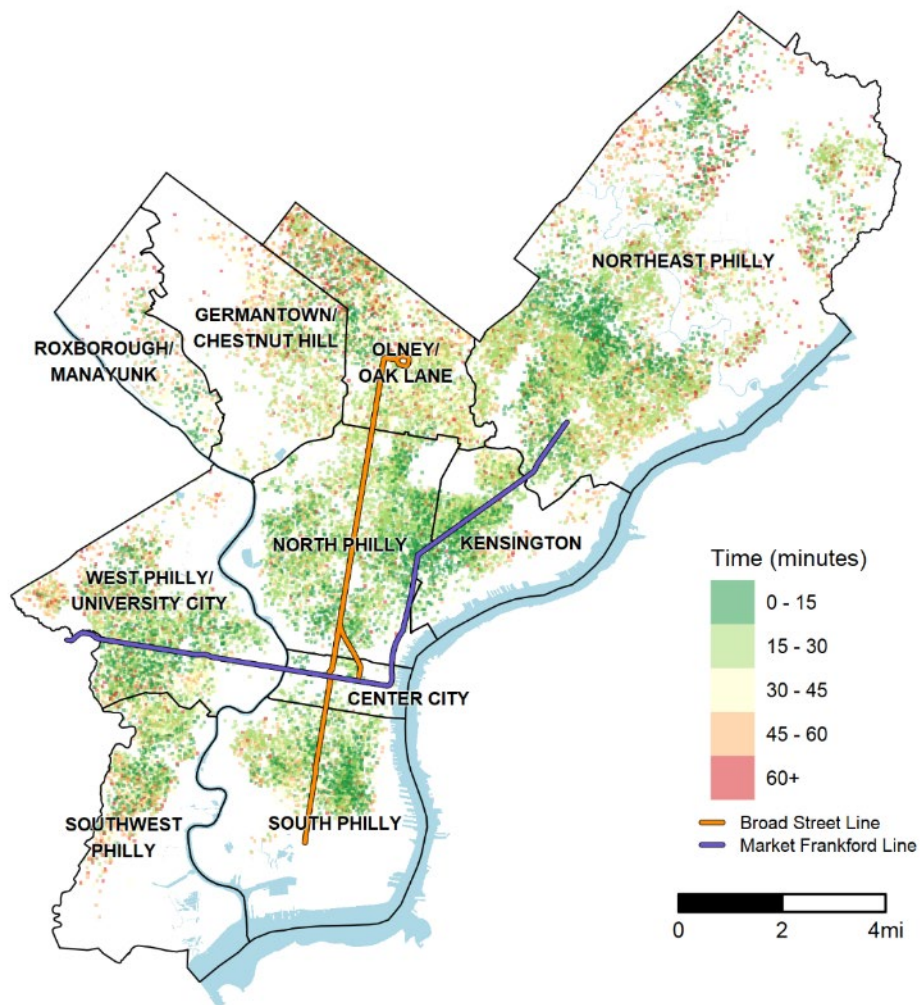 NORTHEAST PHILLY
GERMANTOWN/
CHESTNUT HILL
ROXBOROUGH/
MANAYUNK
OLNEY/
OAK LANE
NORTH PHILLY
KENSINGTON
WEST PHILLY/
UNIVERSITY CITY
CENTER CITY
SOUTHWEST
PHILLY
SOUTH PHILLY
Time (minutes)
0 - 15
15 - 30
30 - 45
45 - 60
60+
Broad Street Line
Market Frankford Line
0 2 4mi